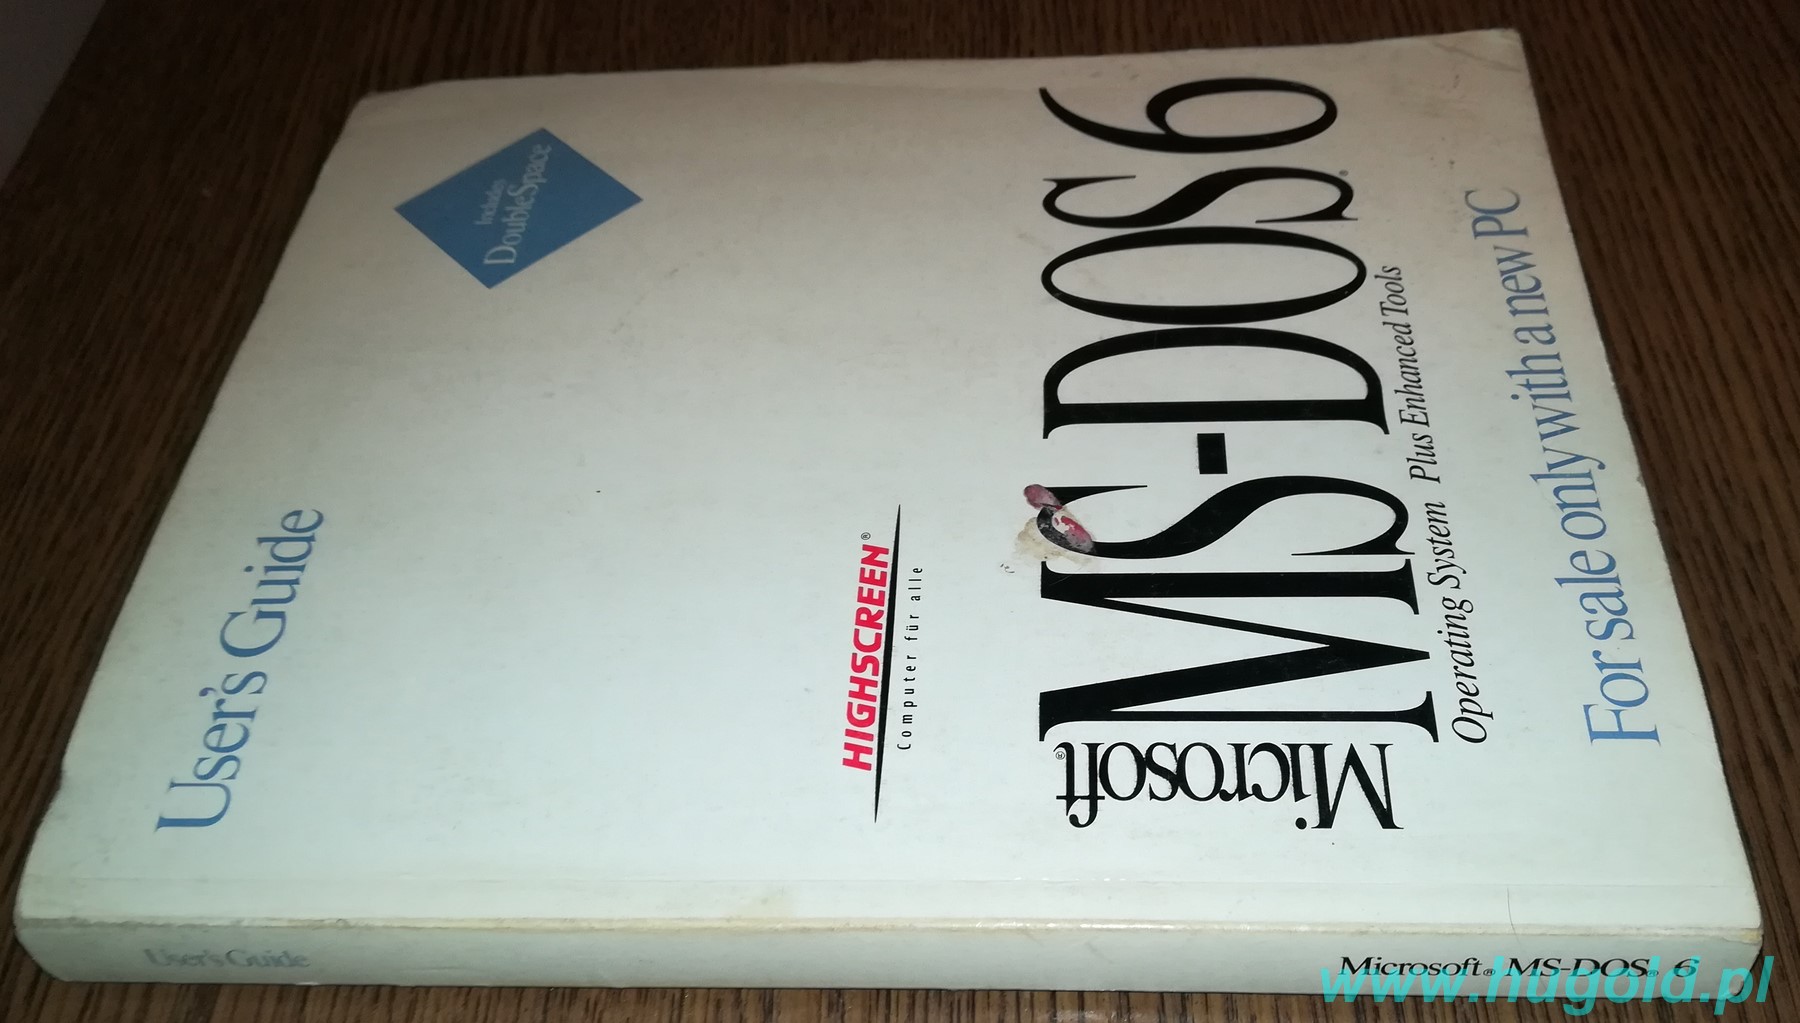 User's Guide
Includes
DoubleSpace
HIGHSCREEN®
Computer für alle
Microsoft®
MS-DOS® 6
Operating System Plus Enhanced Tools
For sale only with a new PC
User's Guide
Microsoft® MS-DOS® 6
www.hugold.pl